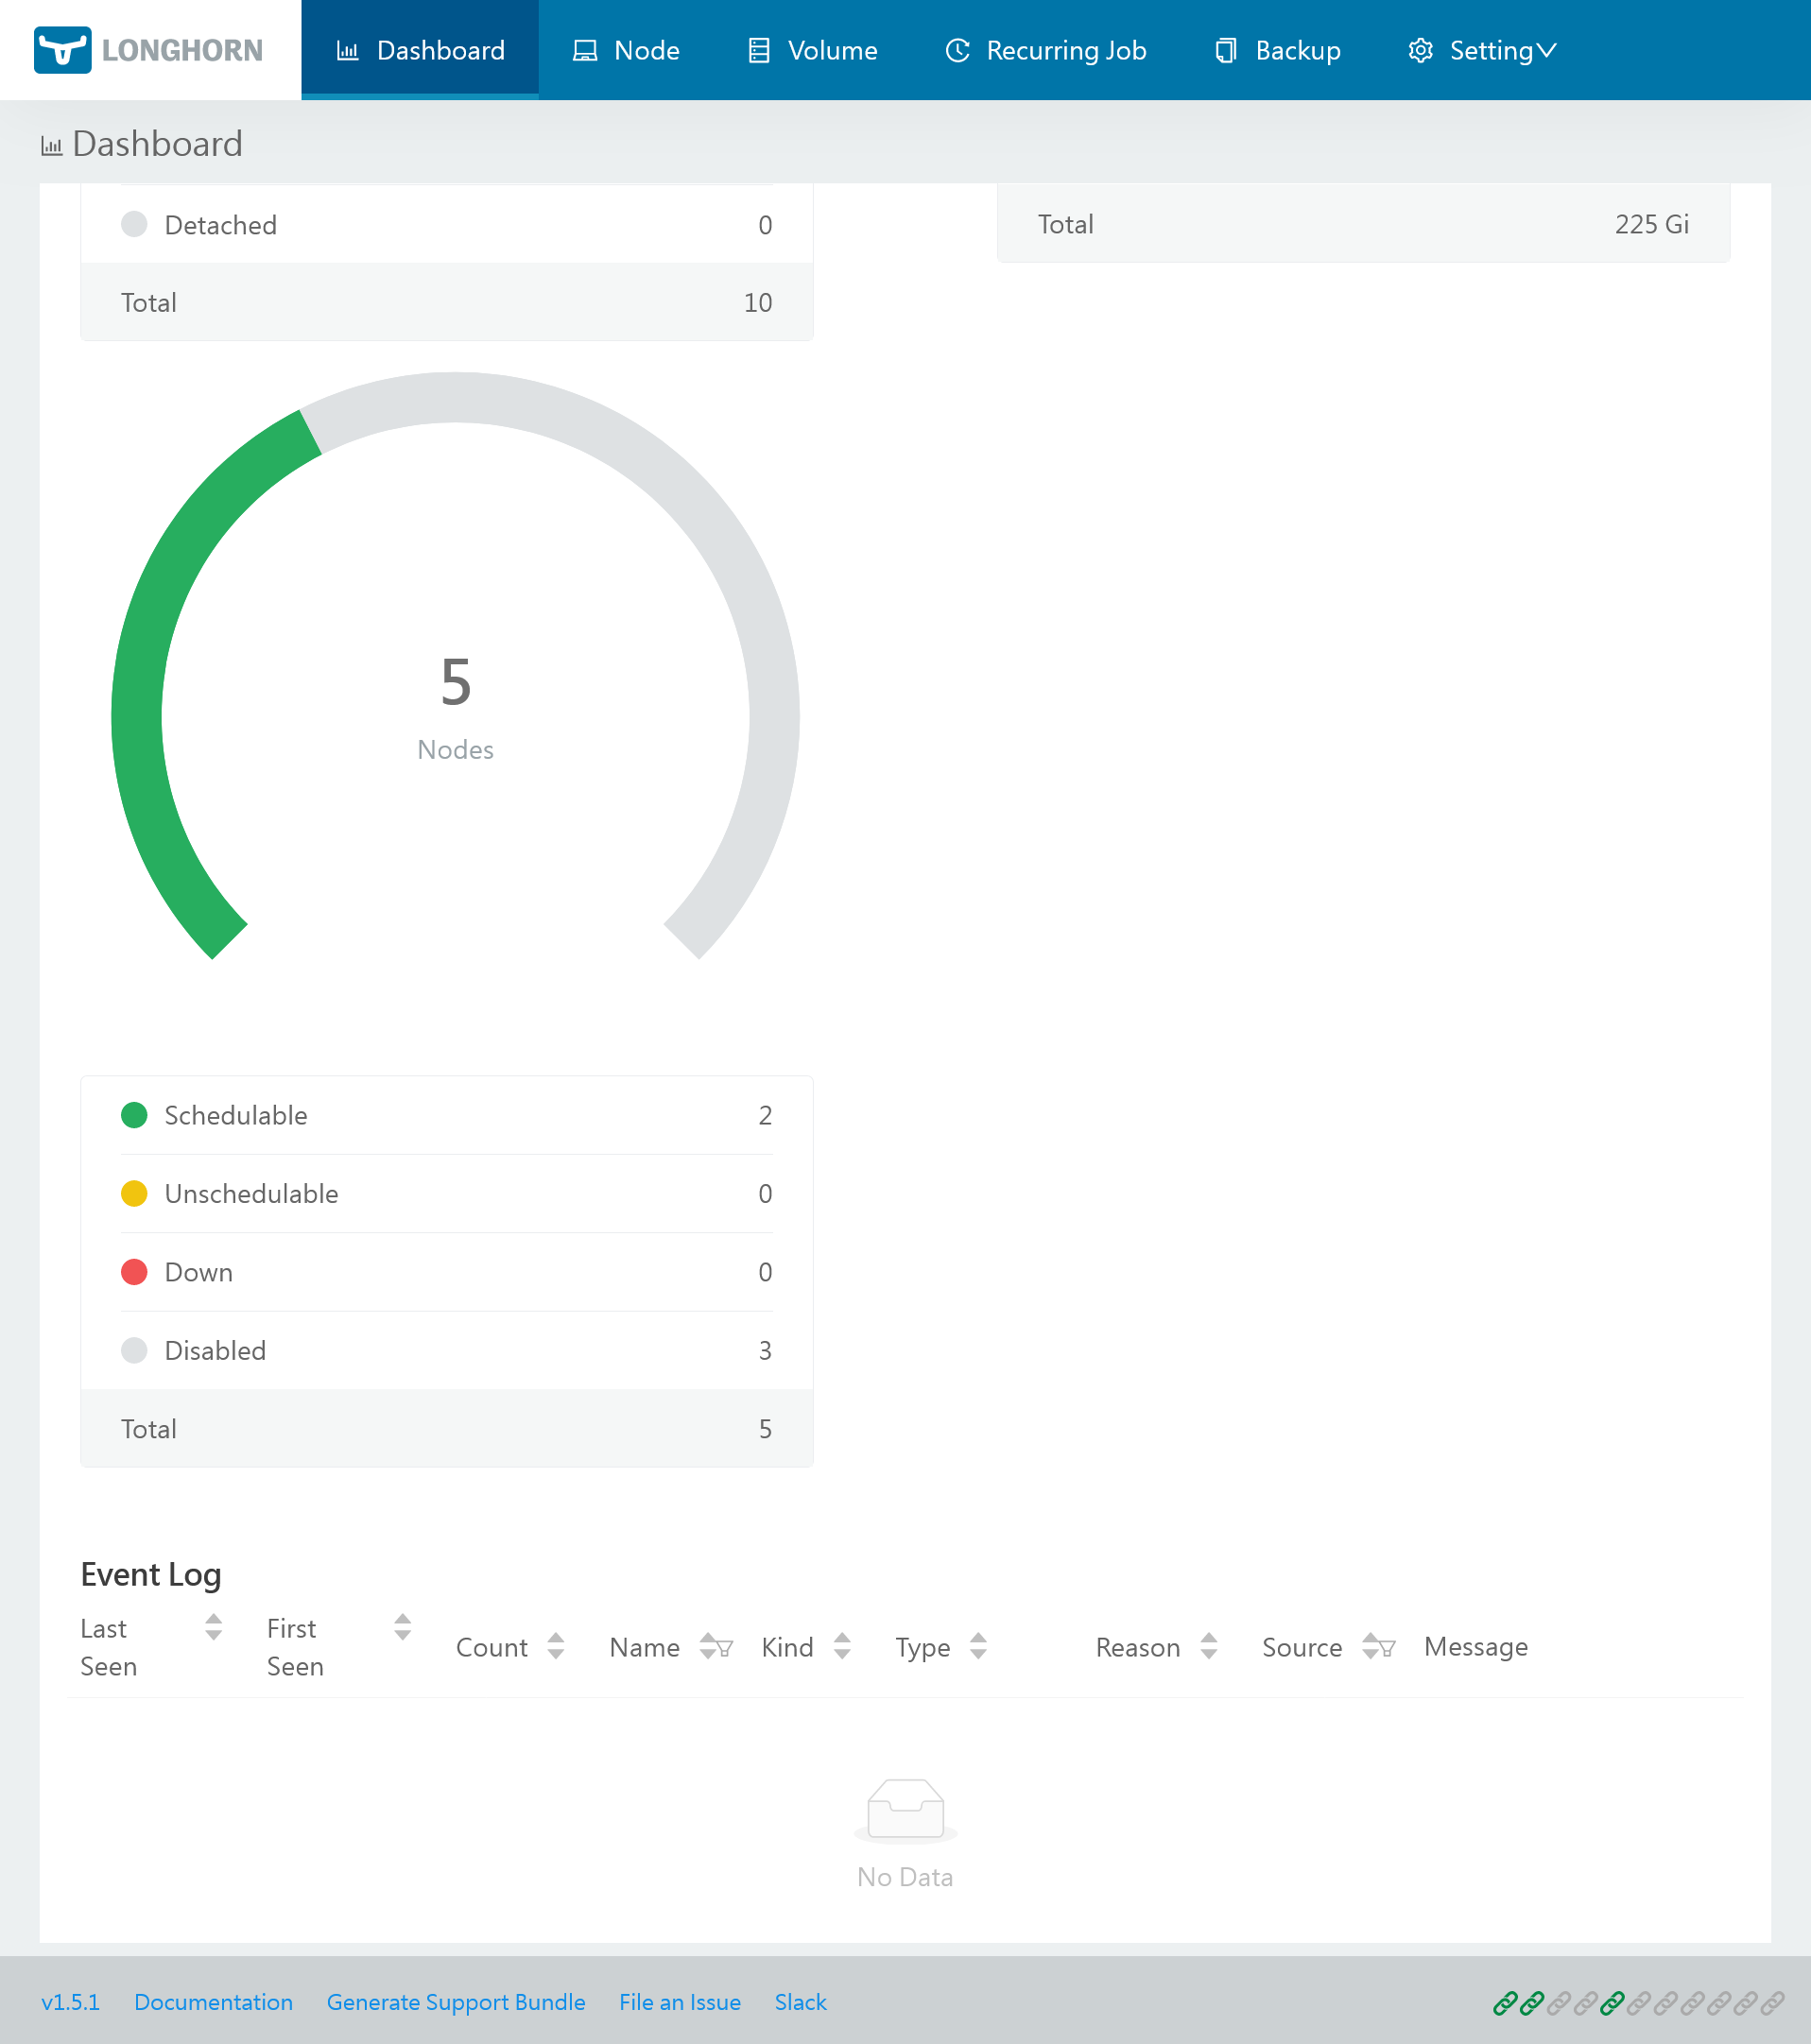 LONGHORN
Dashboard
Node
Volume
Recurring Job
Backup
Setting
Dashboard
Detached 0
Total 10
Total 225 Gi
5
Nodes
Schedulable 2
Unschedulable 0
Down 0
Disabled 3
Total 5
Event Log
Last Seen
First Seen
Count
Name
Kind
Type
Reason
Source
Message
No Data
v1.5.1
Documentation
Generate Support Bundle
File an Issue
Slack